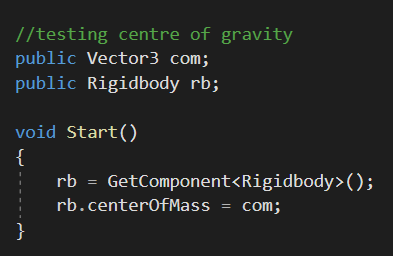 //testing centre of gravity
public Vector3 com;
public Rigidbody rb;
void Start()
{
rb = GetComponent<Rigidbody>();
rb.centerOfMass = com;
}